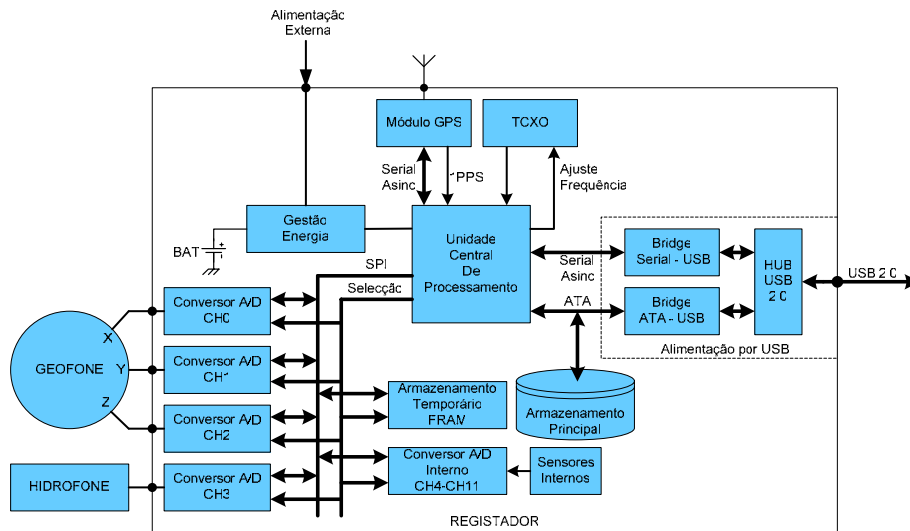 Alimentação
Externa
Módulo GPS
TCXO
Serial
Asinc
1PPS
Ajuste
Frequência
Gestão
Energia
BAT
Unidade
Central
De
Processamento
SPI
Selecção
Serial
Asinc
ATA
Bridge
Serial - USB
Bridge
ATA - USB
HUB
USB
2.0
USB 2.0
Alimentação por USB
Armazenamento
Principal
GEOFONE
X
Y
Z
HIDROFONE
Conversor A/D
CH0
Conversor A/D
CH1
Conversor A/D
CH2
Conversor A/D
CH3
Armazenamento
Temporário
FRAM
Conversor A/D
Interno
CH4-CH11
Sensores
Internos
REGISTADOR